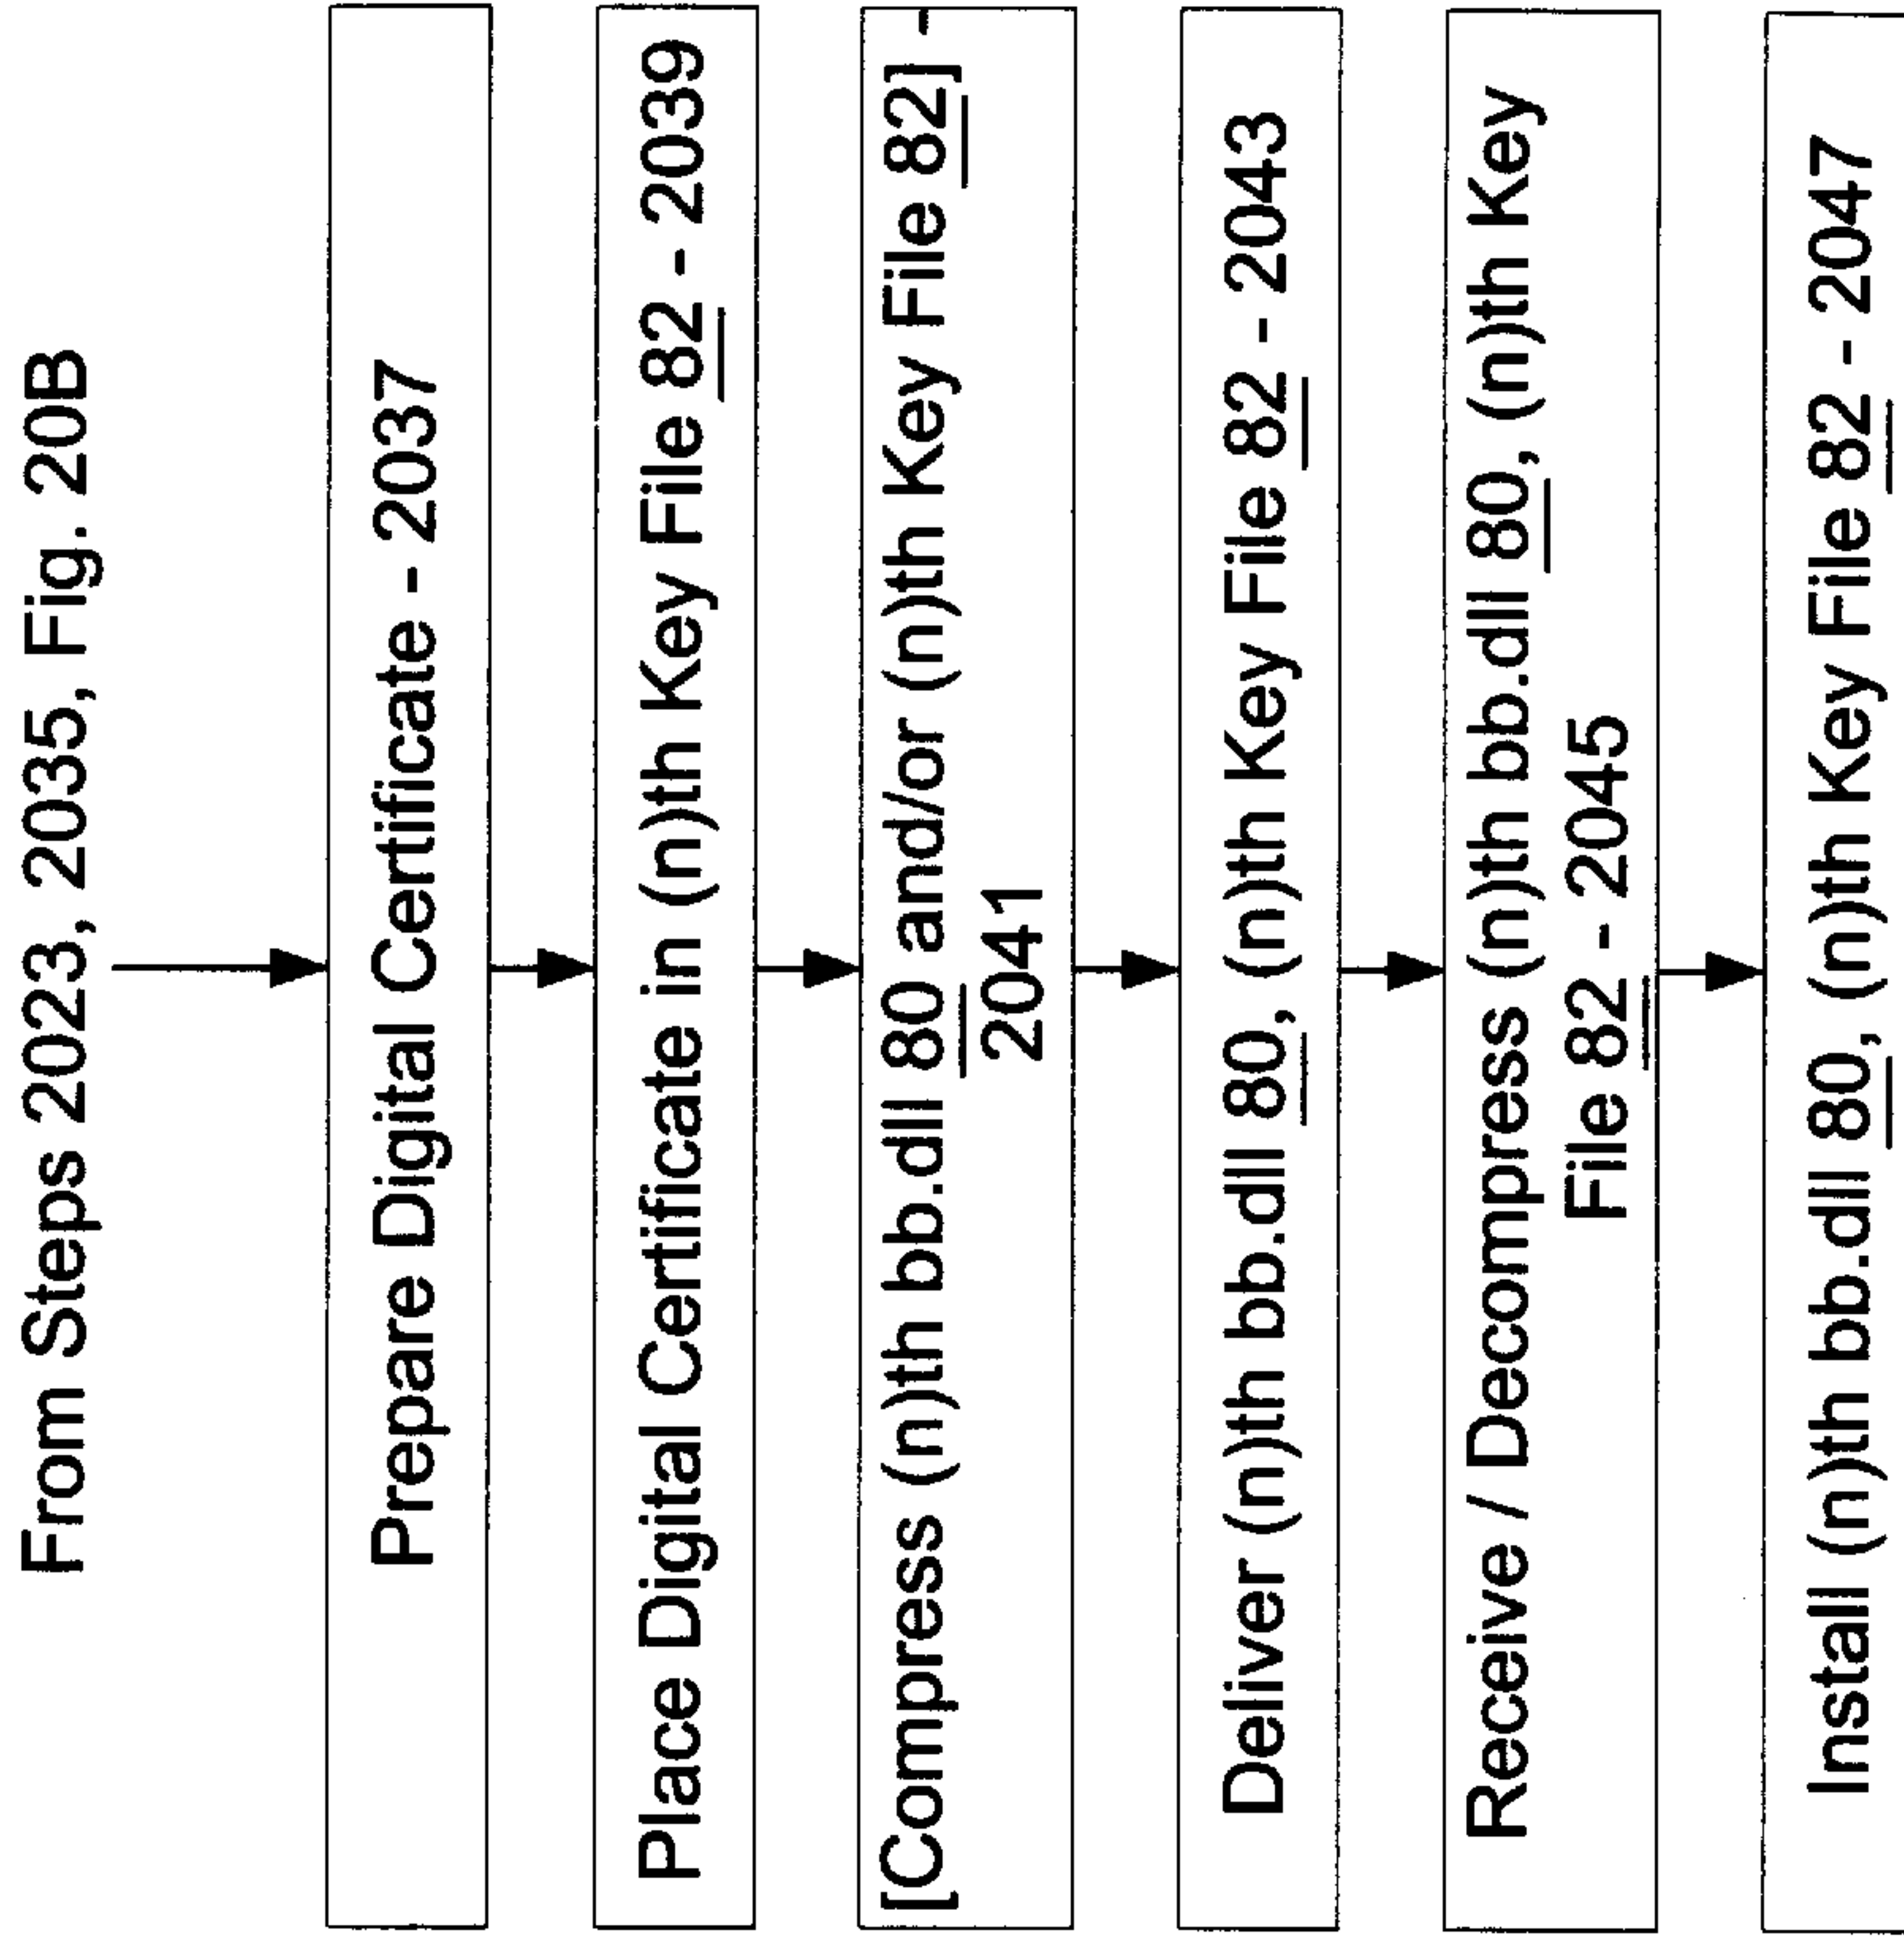 From Steps 2023, 2035, Fig. 20B
Prepare Digital Certificate - 2037
Place Digital Certificate in (n)th Key File 82 - 2039
[Compress (n)th bb.dll 80 and/or (n)th Key File 82] -
2041
Deliver (n)th bb.dll 80, (n)th Key File 82 - 2043
Receive / Decompress (n)th bb.dll 80, (n)th Key
File 82 - 2045
Install (n)th bb.dll 80, (n)th Key File 82 - 2047